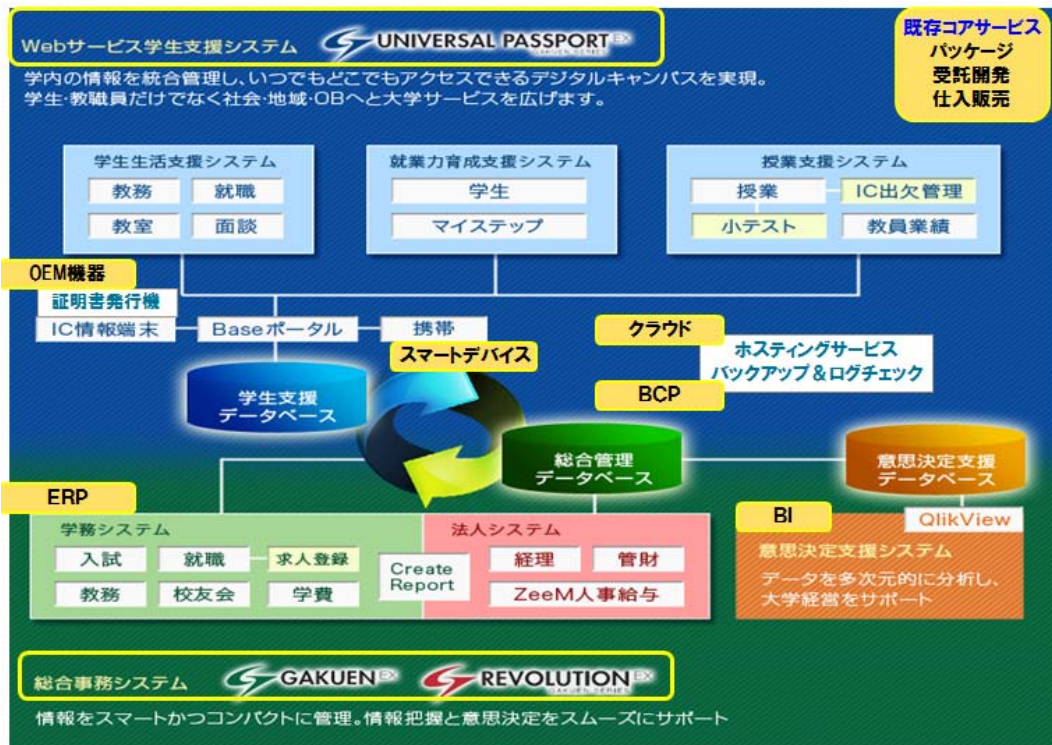 Webサービス学生支援システム UNIVERSAL PASSPORT EX
GAKUEN SERIES
学内の情報を統合管理し、いつでもどこでもアクセスできるデジタルキャンパスを実現。
学生・教職員だけでなく社会・地域・OBへと大学サービスを広げます。
既存コアサービス
パッケージ
受託開発
仕入販売
学生生活支援システム
教務 就職
教室 面談
就業力育成支援システム
学生
マイステップ
授業支援システム
授業 IC出欠管理
小テスト 教員業績
OEM機器
証明書発行機
IC情報端末 Baseポータル 携帯
スマートデバイス
クラウド
ホスティングサービス
バックアップ&ログチェック
BCP
学生支援
データベース
総合管理
データベース
意思決定支援
データベース
ERP
学務システム
入試 就職 求人登録
教務 校友会 学費
Create
Report
法人システム
経理 管財
ZeeM人事給与
BI
QlikView
意思決定支援システム
データを多次元的に分析し、
大学経営をサポート
総合事務システム GAKUEN EX REVOLUTION EX
GAKUEN SERIES
情報をスマートかつコンパクトに管理。情報把握と意思決定をスムーズにサポート